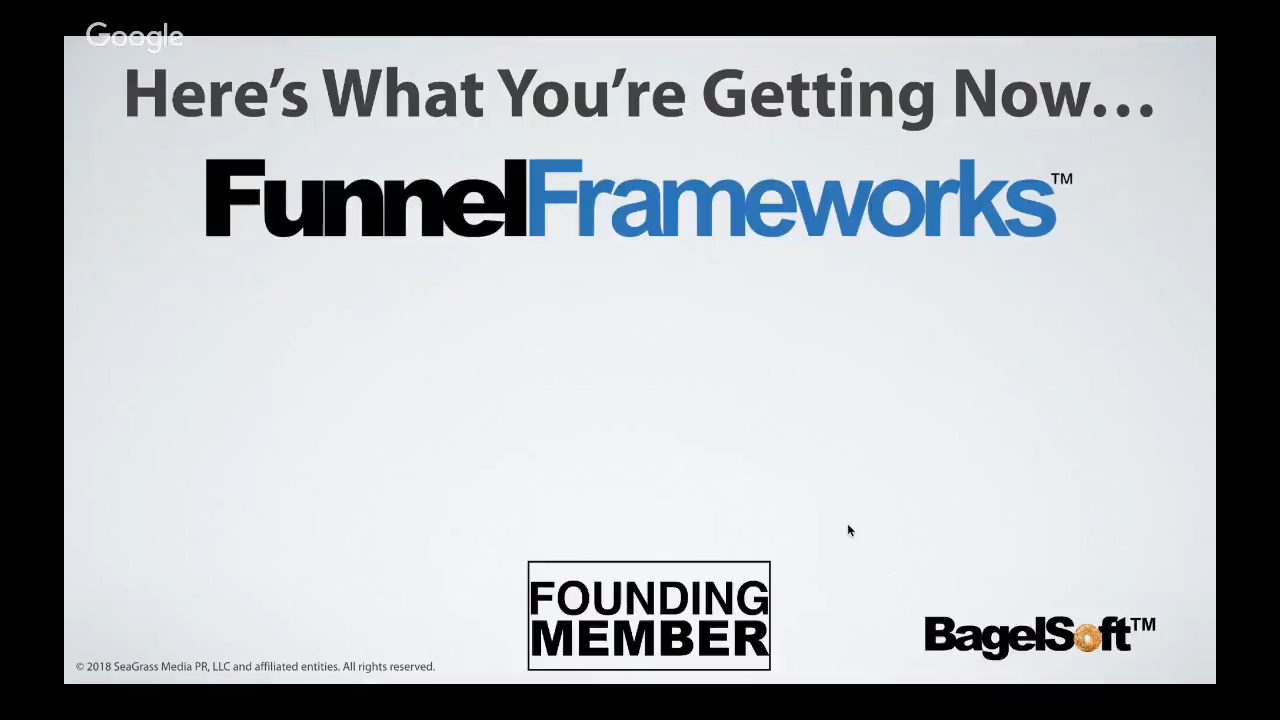 Google
Here’s What You’re Getting Now…
FunnelFrameworks™
FOUNDING
MEMBER
BagelSoft™
© 2018 SeaGrass Media PR, LLC and affiliated entities. All rights reserved.